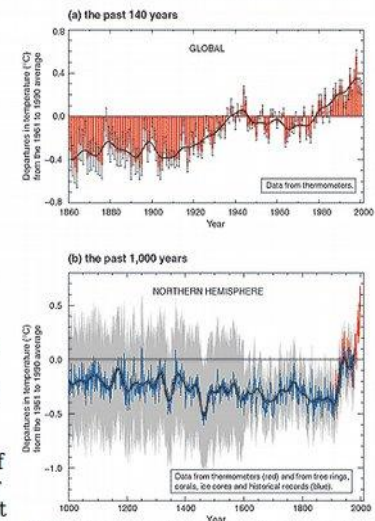 (a) the past 140 years
GLOBAL
Departures in temperature (°C)
from the 1961 to 1990 average
0.8
0.4
0.0
-0.4
-0.8
Data from thermometers.
1860 1880 1900 1920 1940 1960 1980 2000
Year
(b) the past 1,000 years
NORTHERN HEMISPHERE
Departures in temperature (°C)
from the 1961 to 1990 average
0.5
0.0
-0.5
-1.0
Data from thermometers (red) and from tree rings,
corals, ice cores and historical records (blue).
1000 1200 1400 1600 1800 2000
Year